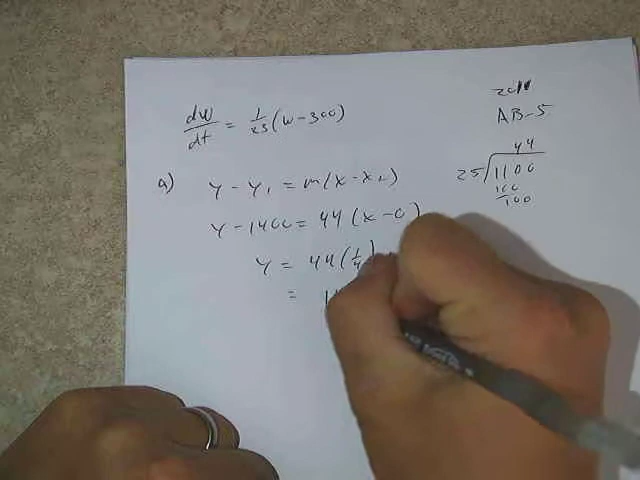 2011
AB-5
dW/dt = 1/25 (W - 300)
a) y - y₁ = m(x - x₁)
y - 1400 = 44(x - 0)
y = 44(1/4)
=
44
25)1100
100
100